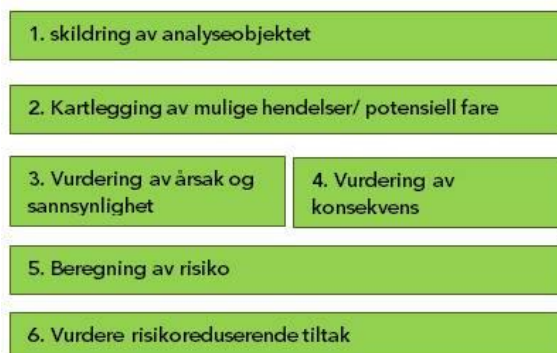 1. skildring av analyseobjektet
2. Kartlegging av mulige hendelser/ potensiell fare
3. Vurdering av årsak og
sannsynlighet
4. Vurdering av
konsekvens
5. Beregning av risiko
6. Vurdere risikoreduserende tiltak